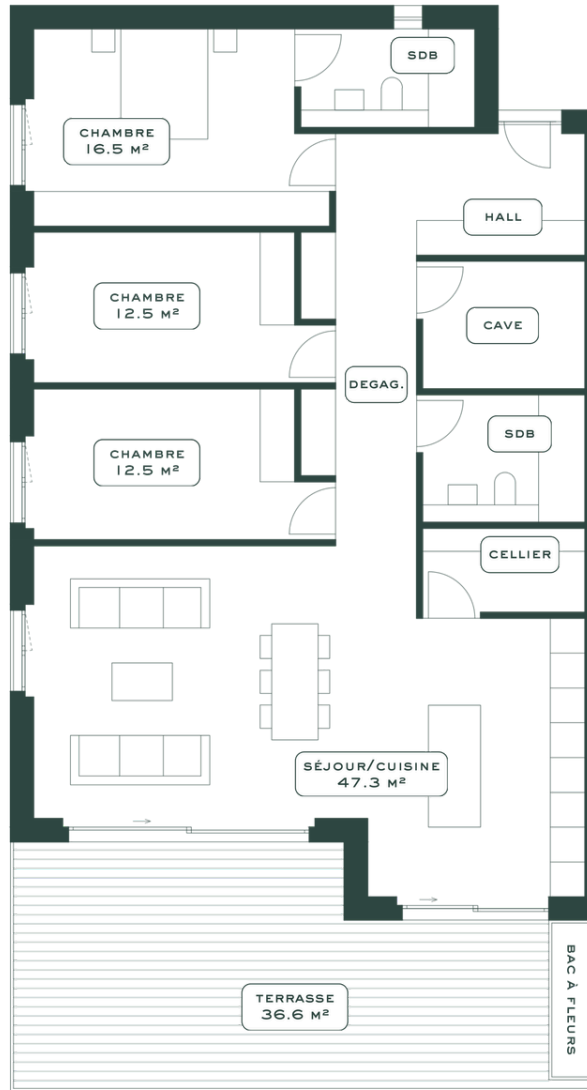 SDB
CHAMBRE
16.5 M²
HALL
CHAMBRE
12.5 M²
CAVE
DEGAG.
SDB
CHAMBRE
12.5 M²
CELLIER
SÉJOUR/CUISINE
47.3 M²
TERRASSE
36.6 M²
BAC À FLEURS